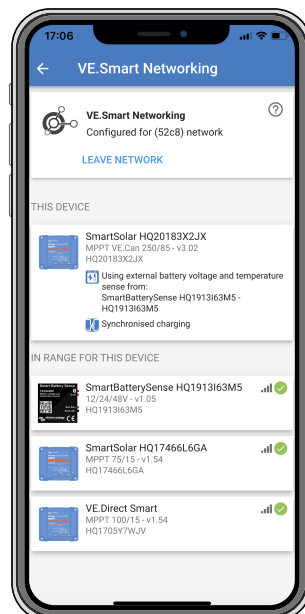 17:06
VE.Smart Networking
VE.Smart Networking
Configured for (52c8) network
LEAVE NETWORK
THIS DEVICE
SmartSolar HQ20183X2JX
MPPT VE.Can 250/85 - v3.02
HQ20183X2JX
Using external battery voltage and temperature
sense from:
SmartBatterySense HQ1913I63M5 -
HQ1913I63M5
Synchronised charging
IN RANGE FOR THIS DEVICE
Smart Battery Sense
SmartBatterySense HQ1913I63M5
12/24/48V - v1.05
HQ1913I63M5
SmartSolar HQ17466L6GA
MPPT 75/15 - v1.54
HQ17466L6GA
VE.Direct Smart
MPPT 100/15 - v1.54
HQ1705Y7WJV